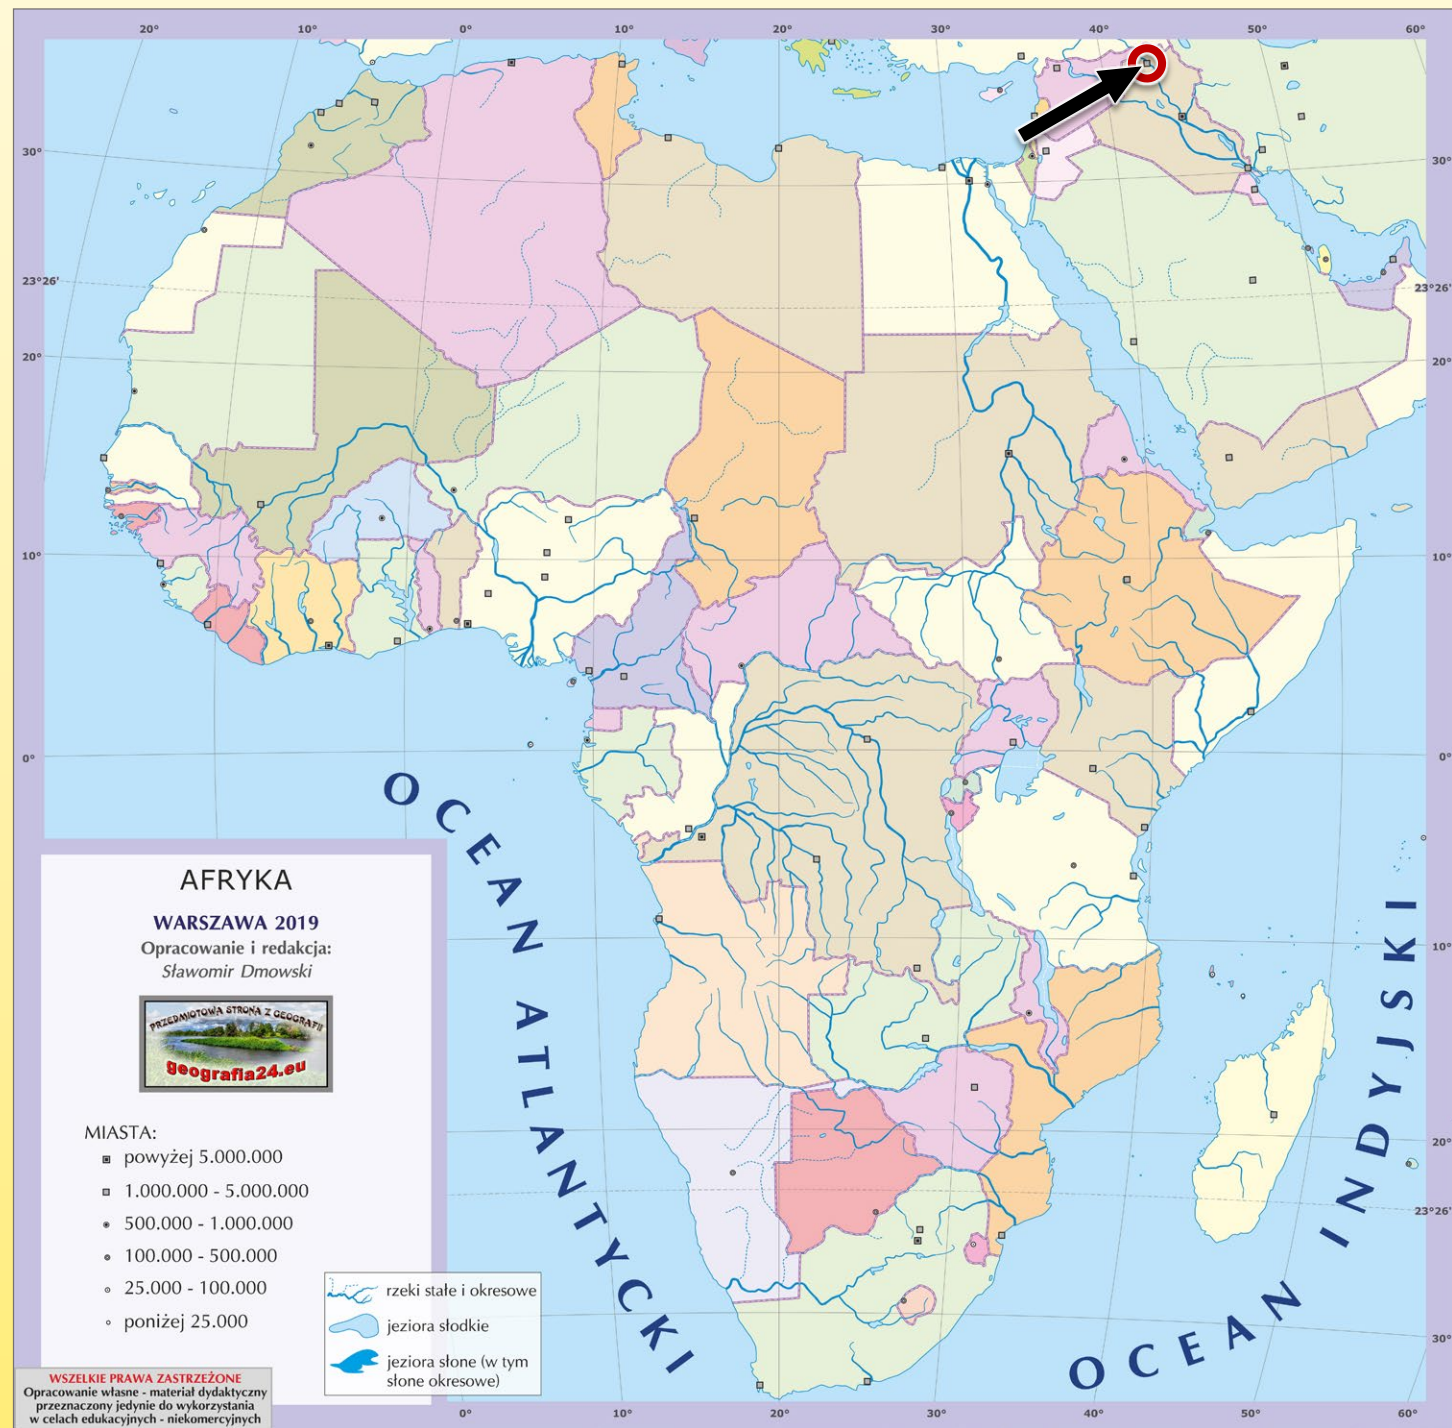 20° 10° 0° 10° 20° 30° 40° 50° 60°
30° 30°
23°26' 23°26'
20° 20°
10° 10°
0° 0°
10°
20°
23°26'
30°
OCEAN ATLANTYCKI
OCEAN INDYJSKI
AFRYKA
WARSZAWA 2019
Opracowanie i redakcja:
Sławomir Dmowski
PRZEDMIOTOWA STRONA Z GEOGRAFII
geografia24.eu
MIASTA:
powyżej 5.000.000
1.000.000 - 5.000.000
500.000 - 1.000.000
100.000 - 500.000
25.000 - 100.000
poniżej 25.000
rzeki stałe i okresowe
jeziora słodkie
jeziora słone (w tym
słone okresowe)
WSZELKIE PRAWA ZASTRZEŻONE
Opracowanie własne - materiał dydaktyczny
przeznaczony jedynie do wykorzystania
w celach edukacyjnych - niekomercyjnych
0° 10° 20° 30° 40° 50° 60°